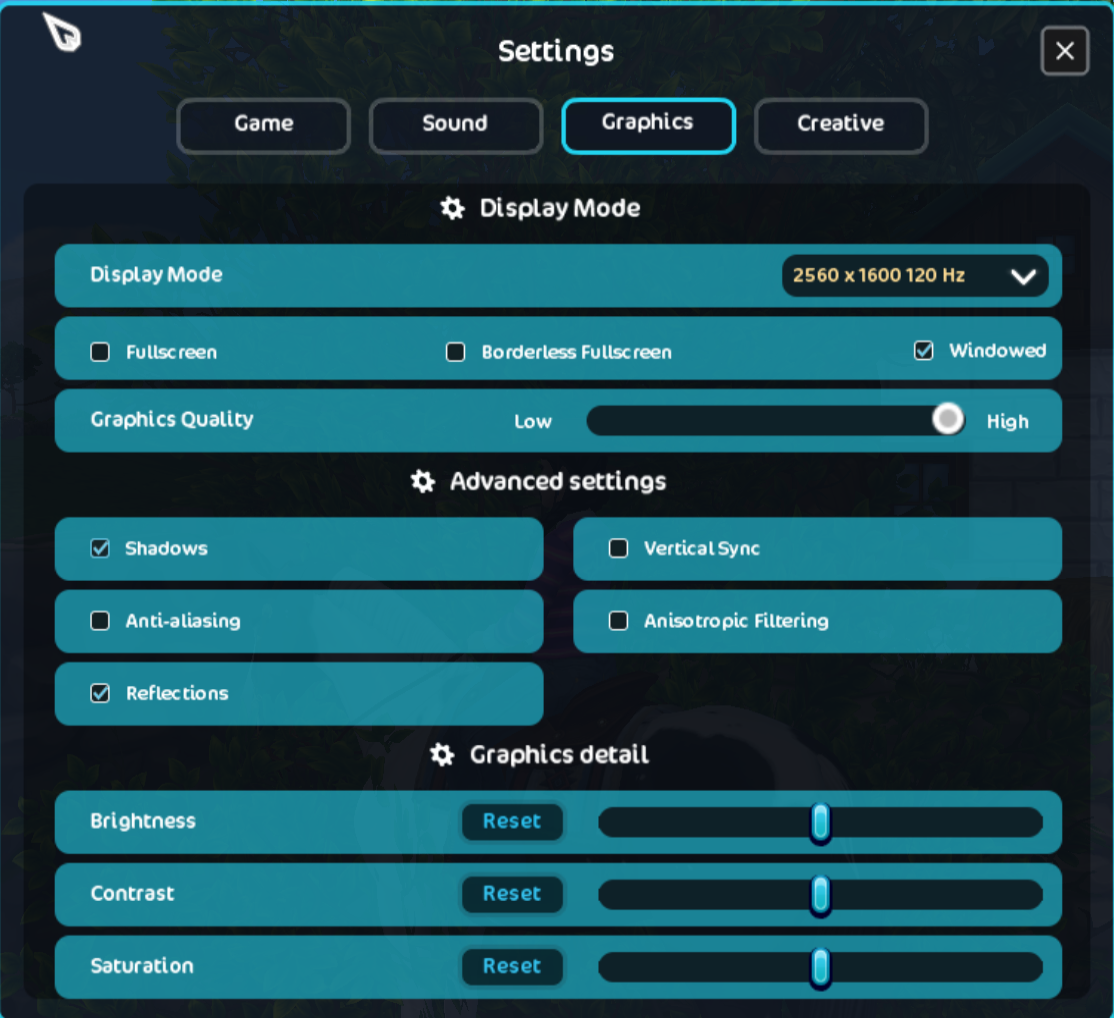 Settings
Game Sound Graphics Creative
Display Mode
Display Mode 2560 x 1600 120 Hz
Fullscreen Borderless Fullscreen Windowed
Graphics Quality Low High
Advanced settings
Shadows Vertical Sync
Anti-aliasing Anisotropic Filtering
Reflections
Graphics detail
Brightness Reset
Contrast Reset
Saturation Reset